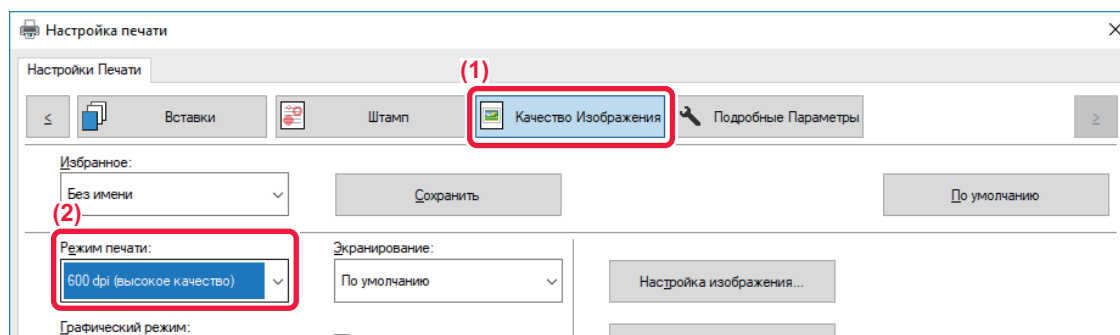 Настройка печати
Настройки Печати
(1)
< Вставки Штамп Качество Изображения Подробные Параметры >
Избранное:
Без имени Сохранить По умолчанию
(2)
Режим печати: Экранирование:
600 dpi (высокое качество) По умолчанию Настройка изображения...
Графический режим: